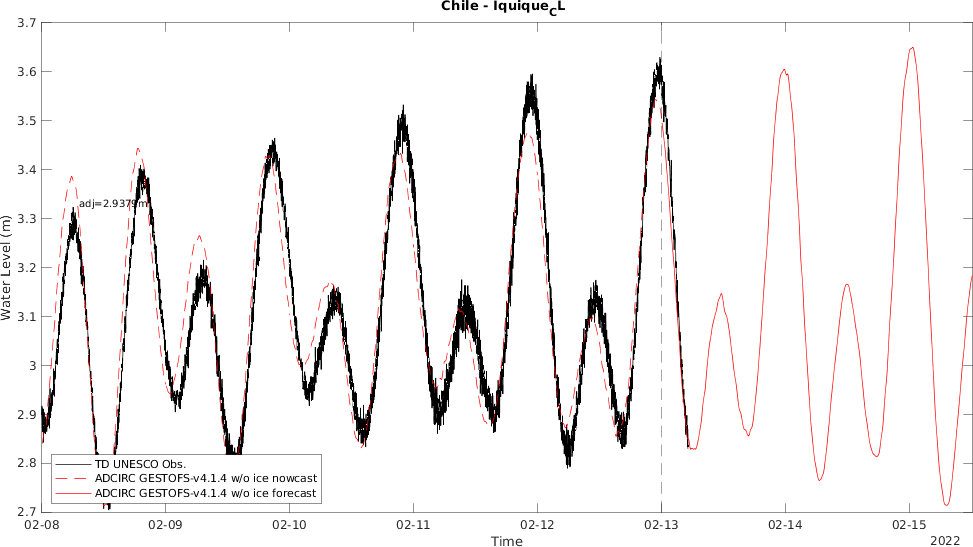 Chile - Iquique_CL
3.7
3.6
3.5
3.4
3.3
3.2
3.1
3
2.9
2.8
2.7
Water Level (m)
adj=2.9379m
TD UNESCO Obs.
ADCIRC GESTOFS-v4.1.4 w/o ice nowcast
ADCIRC GESTOFS-v4.1.4 w/o ice forecast
02-08 02-09 02-10 02-11 02-12 02-13 02-14 02-15
Time
2022